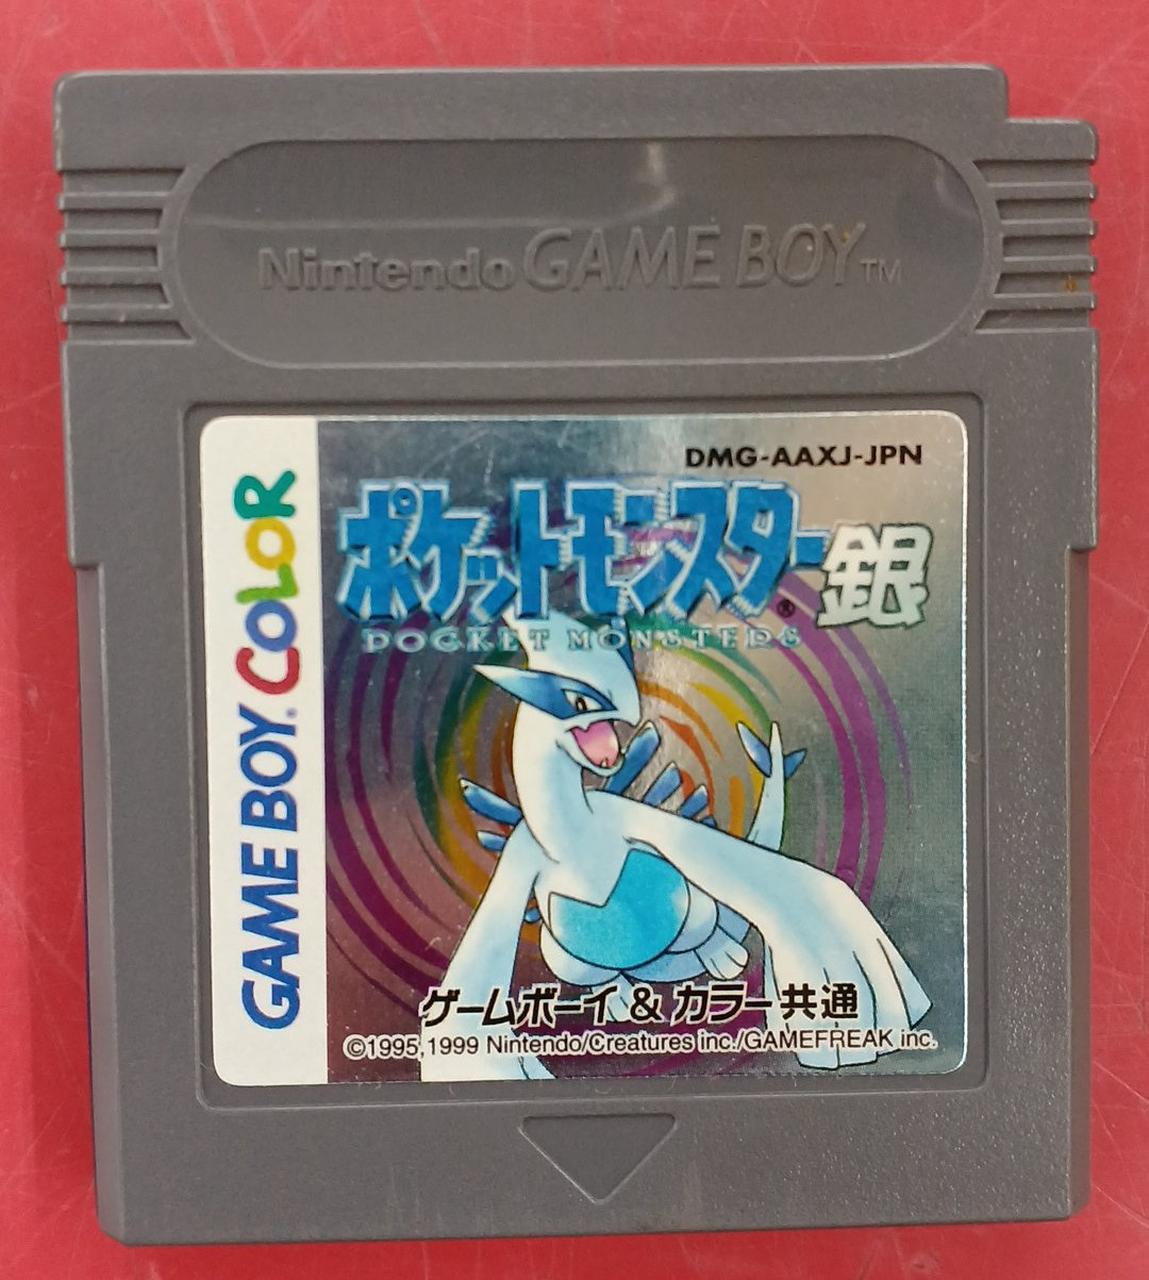 Nintendo GAME BOY™
GAME BOY COLOR
DMG-AAXJ-JPN
ポケットモンスター®銀
POCKET MONSTERS
ゲームボーイ & カラー共通
©1995,1999 Nintendo/Creatures inc./GAMEFREAK inc.